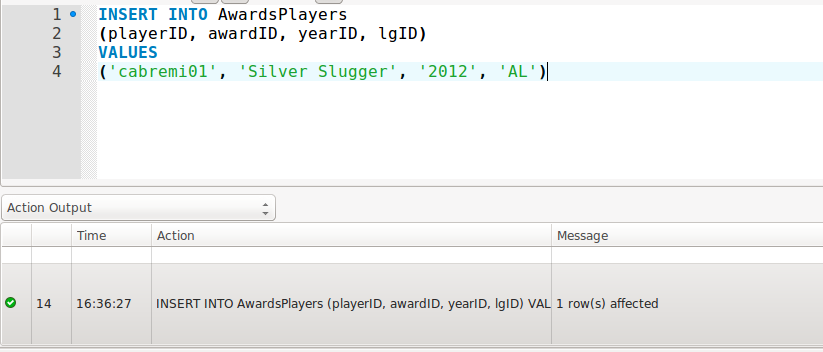 1 INSERT INTO AwardsPlayers
2 (playerID, awardID, yearID, lgID)
3 VALUES
4 ('cabremi01', 'Silver Slugger', '2012', 'AL')
Action Output
Time Action Message
14 16:36:27 INSERT INTO AwardsPlayers (playerID, awardID, yearID, lgID) VAL 1 row(s) affected